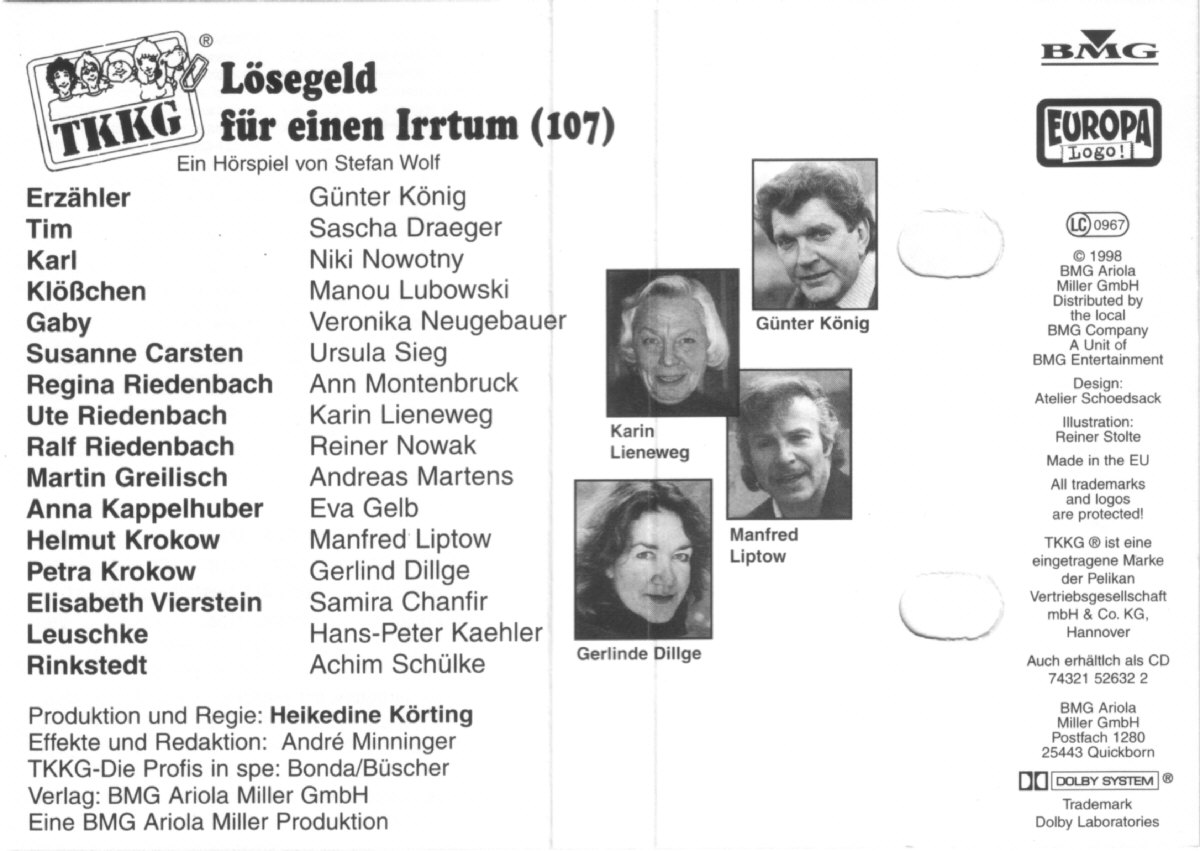 TKKG ®
Lösegeld
für einen Irrtum (107)
Ein Hörspiel von Stefan Wolf
Erzähler Günter König
Tim Sascha Draeger
Karl Niki Nowotny
Klößchen Manou Lubowski
Gaby Veronika Neugebauer
Susanne Carsten Ursula Sieg
Regina Riedenbach Ann Montenbruck
Ute Riedenbach Karin Lieneweg
Ralf Riedenbach Reiner Nowak
Martin Greilisch Andreas Martens
Anna Kappelhuber Eva Gelb
Helmut Krokow Manfred Liptow
Petra Krokow Gerlind Dillge
Elisabeth Vierstein Samira Chanfir
Leuschke Hans-Peter Kaehler
Rinkstedt Achim Schülke
Produktion und Regie: Heikedine Körting
Effekte und Redaktion: André Minninger
TKKG-Die Profis in spe: Bonda/Büscher
Verlag: BMG Ariola Miller GmbH
Eine BMG Ariola Miller Produktion
Günter König
Karin
Lieneweg
Manfred
Liptow
Gerlinde Dillge
BMG
EUROPA
Logo!
LC 0967
© 1998
BMG Ariola
Miller GmbH
Distributed by
the local
BMG Company
A Unit of
BMG Entertainment
Design:
Atelier Schoedsack
Illustration:
Reiner Stolte
Made in the EU
All trademarks
and logos
are protected!
TKKG ® ist eine
eingetragene Marke
der Pelikan
Vertriebsgesellschaft
mbH & Co. KG,
Hannover
Auch erhältlch als CD
74321 52632 2
BMG Ariola
Miller GmbH
Postfach 1280
25443 Quickborn
DOLBY SYSTEM ®
Trademark
Dolby Laboratories